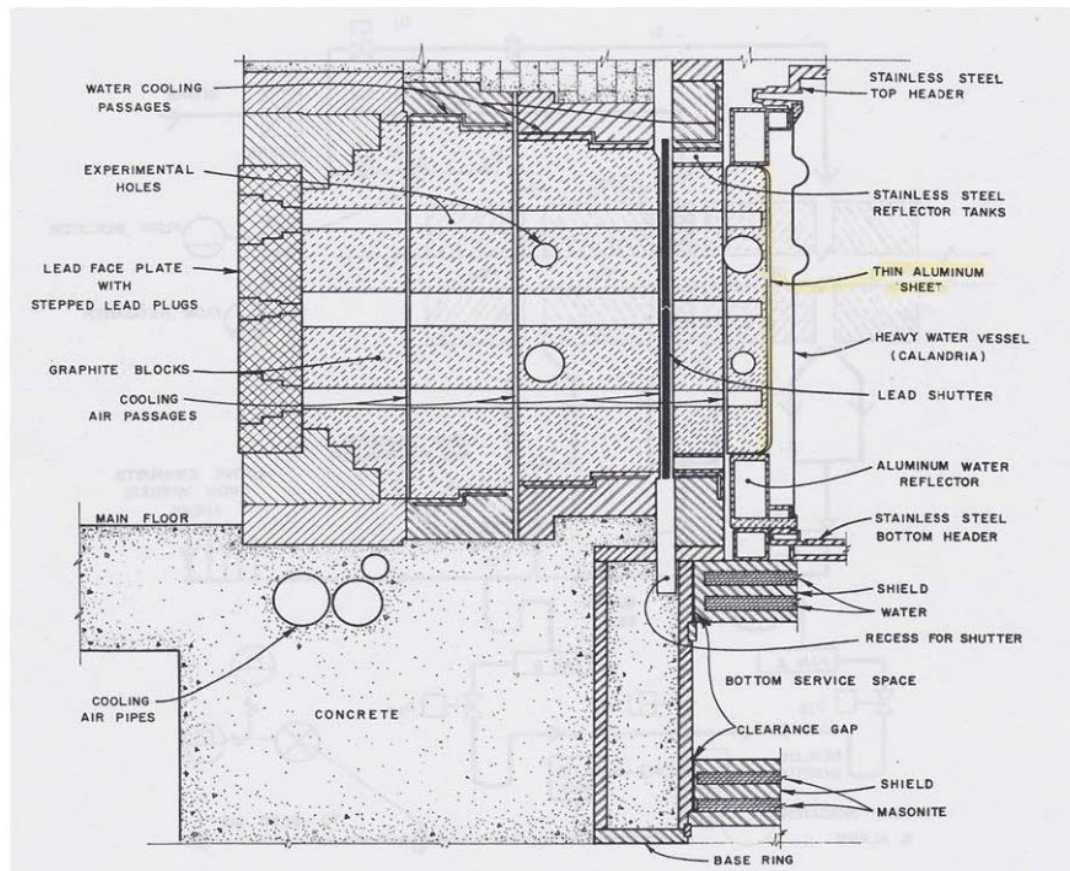 WATER COOLING
PASSAGES
EXPERIMENTAL
HOLES
LEAD FACE PLATE
WITH
STEPPED LEAD PLUGS
GRAPHITE BLOCKS
COOLING
AIR PASSAGES
MAIN FLOOR
COOLING
AIR PIPES
CONCRETE
STAINLESS STEEL
TOP HEADER
STAINLESS STEEL
REFLECTOR TANKS
THIN ALUMINUM
SHEET
HEAVY WATER VESSEL
(CALANDRIA)
LEAD SHUTTER
ALUMINUM WATER
REFLECTOR
STAINLESS STEEL
BOTTOM HEADER
SHIELD
WATER
RECESS FOR SHUTTER
BOTTOM SERVICE SPACE
CLEARANCE GAP
SHIELD
MASONITE
BASE RING